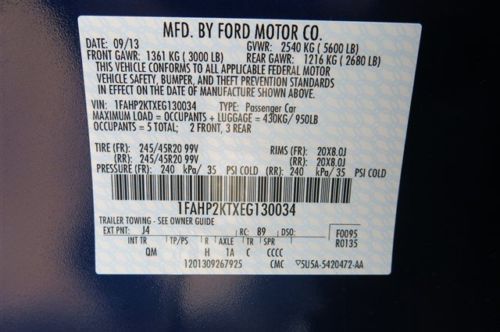 MFD. BY FORD MOTOR CO.
DATE: 09/13 GVWR: 2540 KG (5600 LB)
FRONT GAWR: 1361 KG (3000 LB) REAR GAWR: 1216 KG (2680 LB)
THIS VEHICLE CONFORMS TO ALL APPLICABLE FEDERAL MOTOR
VEHICLE SAFETY, BUMPER, AND THEFT PREVENTION STANDARDS
IN EFFECT ON THE DATE OF MANUFACTURE SHOWN ABOVE.
VIN: 1FAHP2KTXEG130034 TYPE: Passenger Car
MAXIMUM LOAD = OCCUPANTS + LUGGAGE = 430KG/ 950LB
OCCUPANTS = 5 TOTAL; 2 FRONT, 3 REAR
TIRE (FR): 245/45R20 99V RIMS (FR): 20X8.0J
(RR): 245/45R20 99V (RR): 20X8.0J
PRESSURE (FR): 240 kPa/ 35 PSI COLD (RR): 240 kPa/ 35 PSI COLD
1FAHP2KTXEG130034
TRAILER TOWING - SEE OWNER GUIDE
EXT PNT: J4 RC: 89 DSO: F0095
INT TR TP/PS R AXLE TR SPR R0135
QM H 1A C CCCC
1201309267925 CMC ▽5U5A-5420472-AA